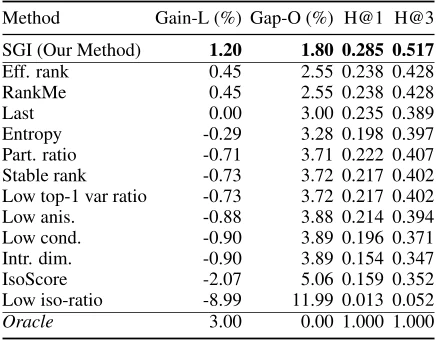 Method Gain-L (%) Gap-O (%) H@1 H@3
SGI (Our Method) 1.20 1.80 0.285 0.517
Eff. rank 0.45 2.55 0.238 0.428
RankMe 0.45 2.55 0.238 0.428
Last 0.00 3.00 0.235 0.389
Entropy -0.29 3.28 0.198 0.397
Part. ratio -0.71 3.71 0.222 0.407
Stable rank -0.73 3.72 0.217 0.402
Low top-1 var ratio -0.73 3.72 0.217 0.402
Low anis. -0.88 3.88 0.214 0.394
Low cond. -0.90 3.89 0.196 0.371
Intr. dim. -0.90 3.89 0.154 0.347
IsoScore -2.07 5.06 0.159 0.352
Low iso-ratio -8.99 11.99 0.013 0.052
Oracle 3.00 0.00 1.000 1.000